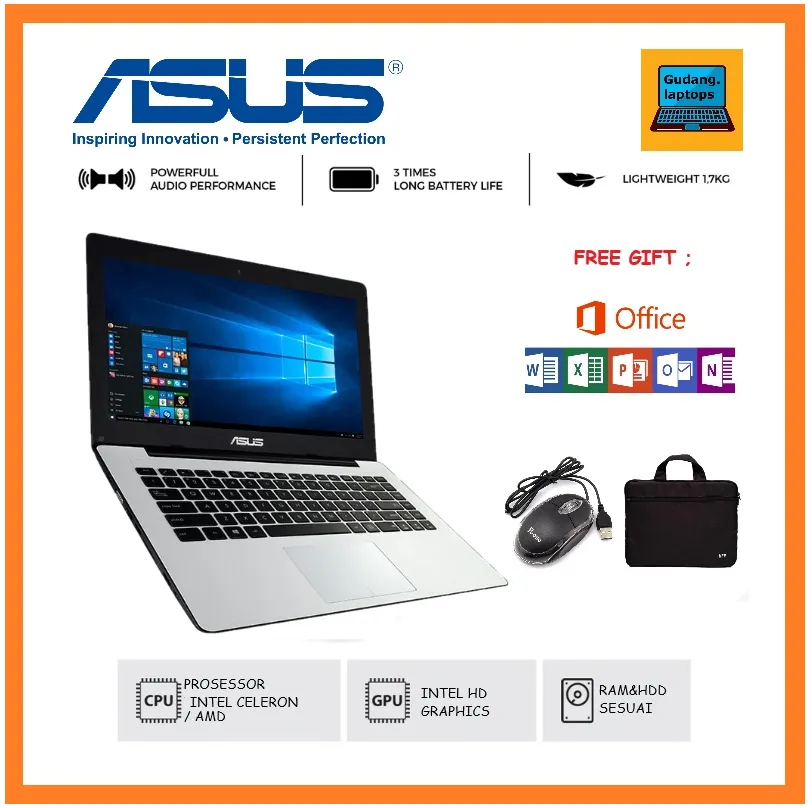 ASUS®
Inspiring Innovation • Persistent Perfection
Gudang.
laptops
POWERFULL
AUDIO PERFORMANCE
3 TIMES
LONG BATTERY LIFE
LIGHTWEIGHT 1,7KG
FREE GIFT ;
Office
W X P O N
ASUS
CPU
PROSESSOR
INTEL CELERON
/ AMD
GPU
INTEL HD
GRAPHICS
RAM&HDD
SESUAI